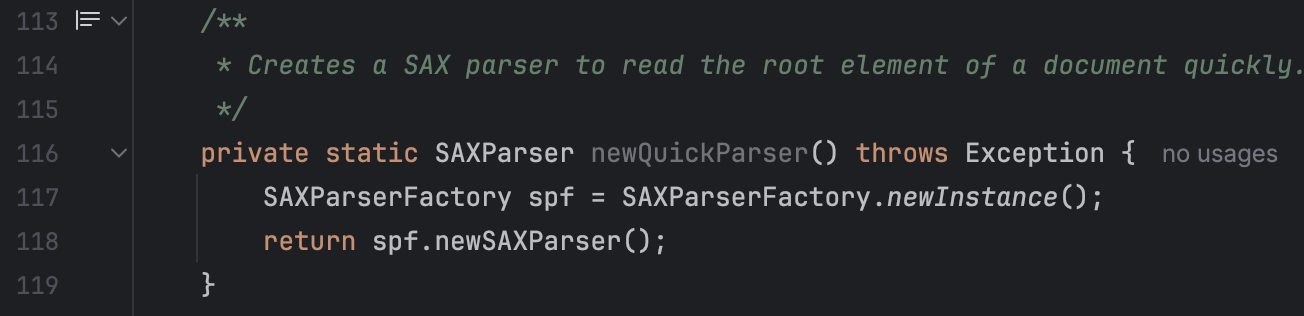 113 /**
114 * Creates a SAX parser to read the root element of a document quickly.
115 */
116 private static SAXParser newQuickParser() throws Exception { no usages
117 SAXParserFactory spf = SAXParserFactory.newInstance();
118 return spf.newSAXParser();
119 }